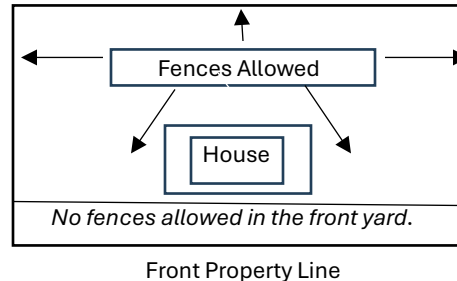 Fences Allowed
House
No fences allowed in the front yard.
Front Property Line